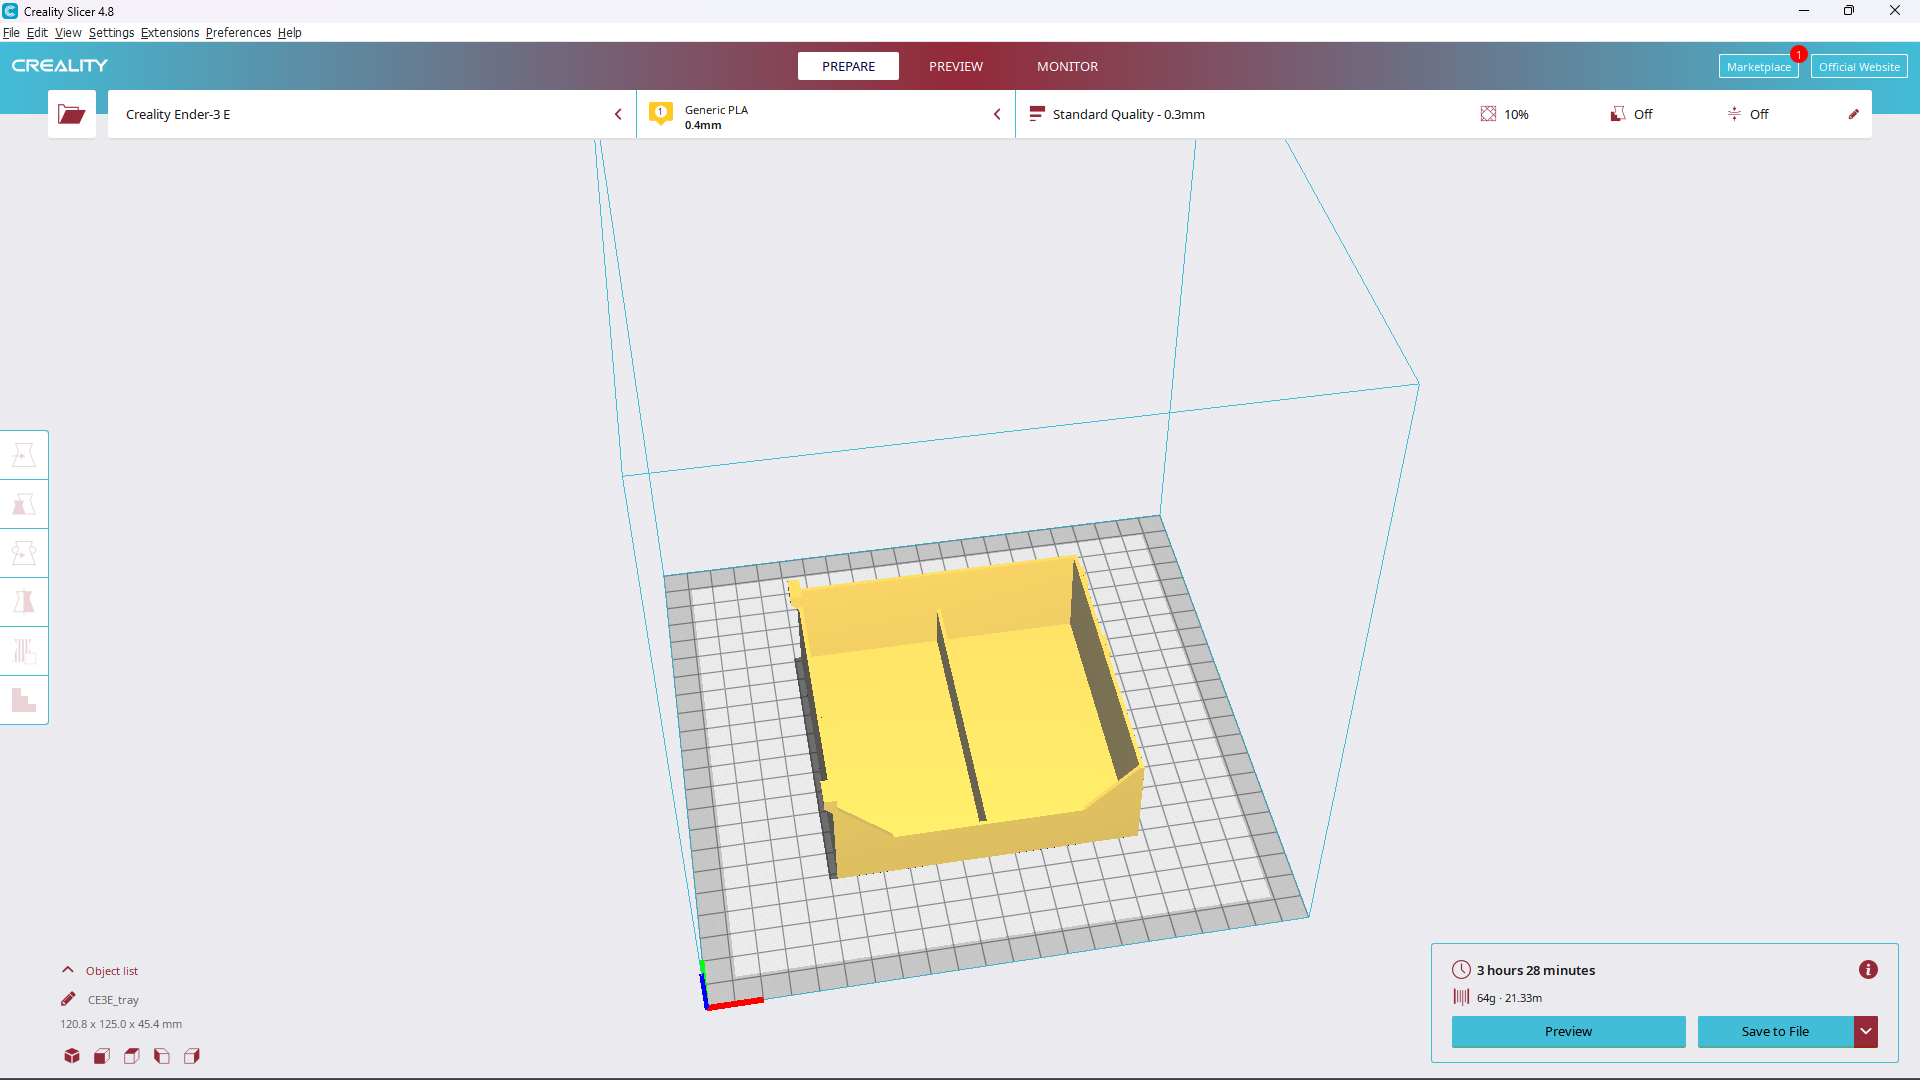 Creality Slicer 4.8
File Edit View Settings Extensions Preferences Help
CREALITY
PREPARE PREVIEW MONITOR
Marketplace 1 Official Website
Creality Ender-3 E
1 Generic PLA
0.4mm
Standard Quality - 0.3mm 10% Off Off
Object list
CE3E_tray
120.8 x 125.0 x 45.4 mm
3 hours 28 minutes
64g · 21.33m
Preview Save to File